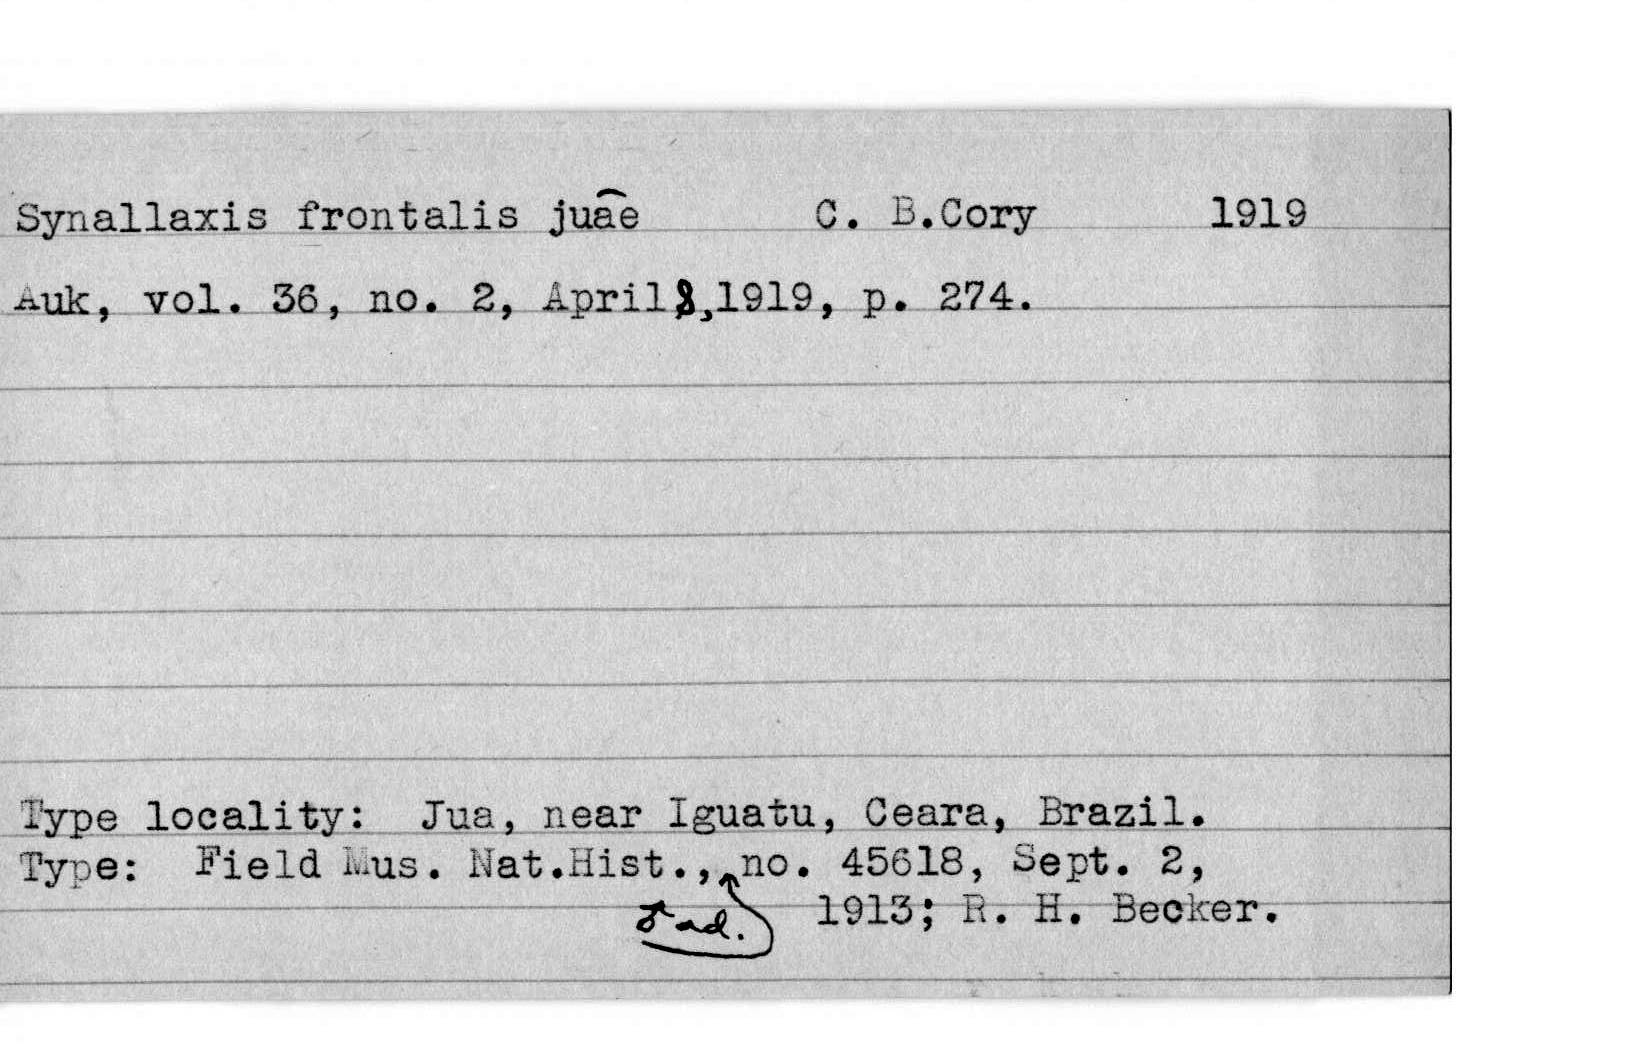 Synallaxis frontalis jua͡e C. B.Cory 1919
Auk, vol. 36, no. 2, April 8, 1919, p. 274.
Type locality: Jua, near Iguatu, Ceara, Brazil.
Type: Field Mus. Nat.Hist., no. 45618, Sept. 2,
♂ ad. 1913; R. H. Becker.